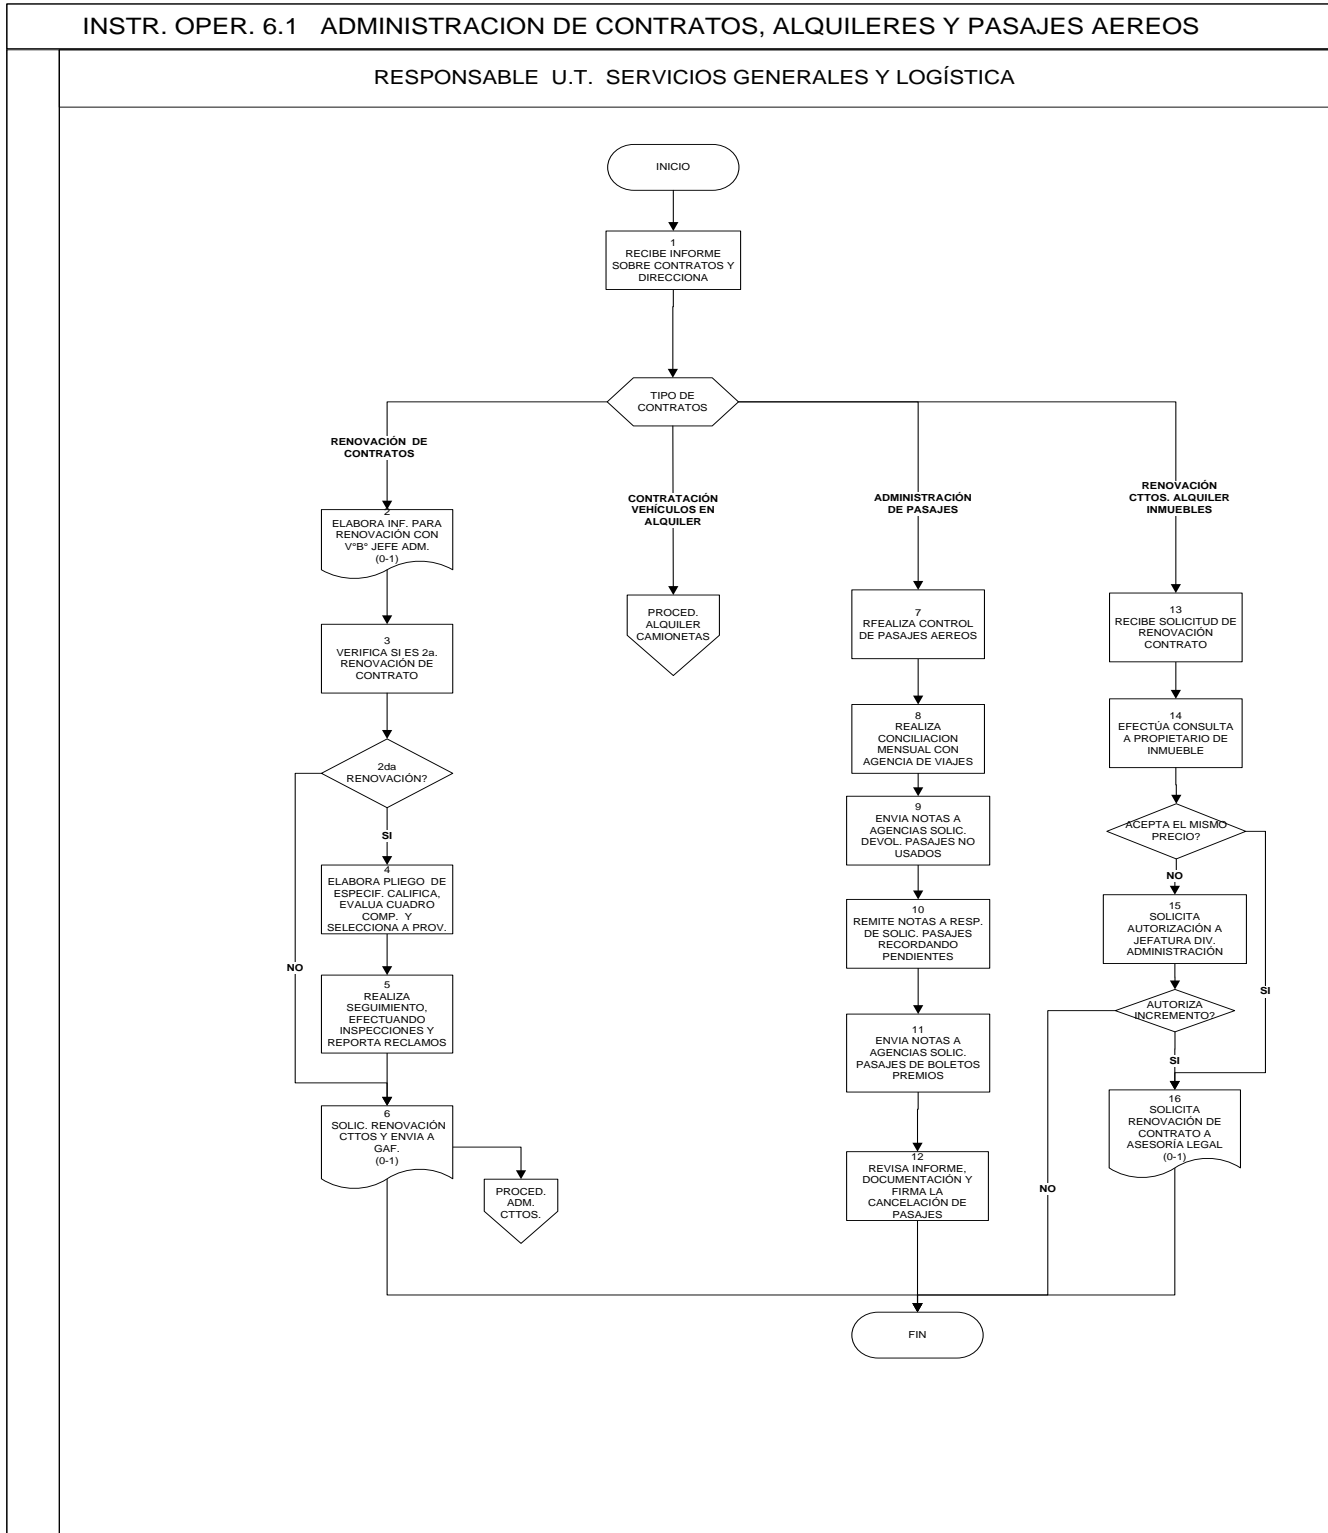 INSTR. OPER. 6.1 ADMINISTRACION DE CONTRATOS, ALQUILERES Y PASAJES AEREOS
RESPONSABLE U.T. SERVICIOS GENERALES Y LOGÍSTICA
INICIO
1
RECIBE INFORME
SOBRE CONTRATOS Y
DIRECCIONA
TIPO DE
CONTRATOS
RENOVACIÓN DE
CONTRATOS
2
ELABORA INF. PARA
RENOVACIÓN CON
V°B° JEFE ADM.
(0-1)
3
VERIFICA SI ES 2a.
RENOVACIÓN DE
CONTRATO
2da
RENOVACIÓN?
SI
NO
4
ELABORA PLIEGO DE
ESPECIF. CALIFICA,
EVALUA CUADRO
COMP. Y
SELECCIONA A PROV.
5
REALIZA
SEGUIMIENTO,
EFECTUANDO
INSPECCIONES Y
REPORTA RECLAMOS
6
SOLIC. RENOVACIÓN
CTTOS Y ENVIA A
GAF.
(0-1)
PROCED.
ADM.
CTTOS.
CONTRATACIÓN
VEHÍCULOS EN
ALQUILER
PROCED.
ALQUILER
CAMIONETAS
ADMINISTRACIÓN
DE PASAJES
7
RFEALIZA CONTROL
DE PASAJES AEREOS
8
REALIZA
CONCILIACION
MENSUAL CON
AGENCIA DE VIAJES
9
ENVIA NOTAS A
AGENCIAS SOLIC.
DEVOL. PASAJES NO
USADOS
10
REMITE NOTAS A RESP.
DE SOLIC. PASAJES
RECORDANDO
PENDIENTES
11
ENVIA NOTAS A
AGENCIAS SOLIC.
PASAJES DE BOLETOS
PREMIOS
12
REVISA INFORME,
DOCUMENTACIÓN Y
FIRMA LA
CANCELACIÓN DE
PASAJES
RENOVACIÓN
CTTOS. ALQUILER
INMUEBLES
13
RECIBE SOLICITUD DE
RENOVACIÓN
CONTRATO
14
EFECTÚA CONSULTA
A PROPIETARIO DE
INMUEBLE
ACEPTA EL MISMO
PRECIO?
NO
SI
15
SOLICITA
AUTORIZACIÓN A
JEFATURA DIV.
ADMINISTRACIÓN
AUTORIZA
INCREMENTO?
SI
NO
16
SOLICITA
RENOVACIÓN DE
CONTRATO A
ASESORÍA LEGAL
(0-1)
FIN